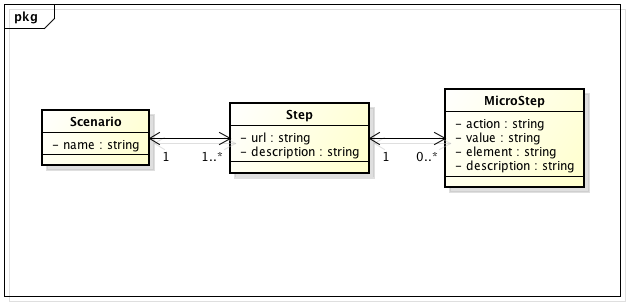 pkg
Scenario
- name : string
1
1..*
Step
- url : string
- description : string
1
0..*
MicroStep
- action : string
- value : string
- element : string
- description : string